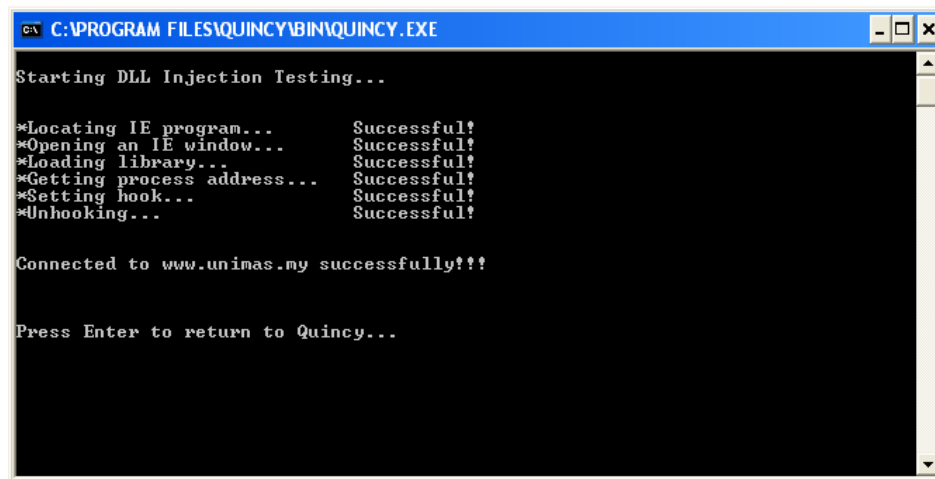 C:\PROGRAM FILES\QUINCY\BIN\QUINCY.EXE
Starting DLL Injection Testing...
*Locating IE program... Successful!
*Opening an IE window... Successful!
*Loading library... Successful!
*Getting process address... Successful!
*Setting hook... Successful!
*Unhooking... Successful!
Connected to www.unimas.my successfully!!!
Press Enter to return to Quincy...